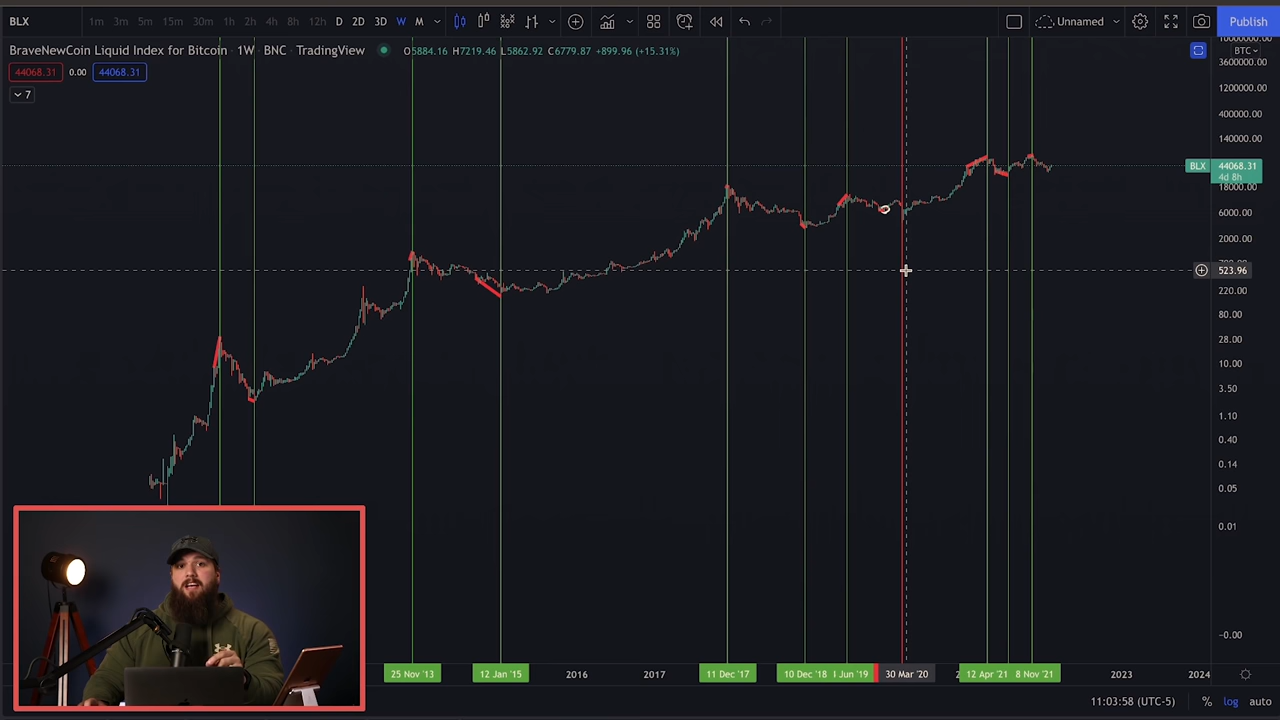 BLX
1m 3m 5m 15m 30m 1h 2h 4h 8h 12h D 2D 3D W M
Unnamed
Publish
BraveNewCoin Liquid Index for Bitcoin · 1W · BNC · TradingView
O5884.16 H7219.46 L5862.92 C6779.87 +899.96 (+15.31%)
44068.31 0.00 44068.31
7
10000000.00
BTC
3600000.00
1200000.00
400000.00
140000.00
BLX 44068.31
4d 8h
18000.00
6000.00
2000.00
523.96
220.00
80.00
28.00
10.00
3.50
1.10
0.40
0.14
0.05
0.01
-0.00
25 Nov '13 12 Jan '15 2016 2017 11 Dec '17 10 Dec '18 Jun '19 30 Mar '20 12 Apr '21 8 Nov '21 2023 2024
11:03:58 (UTC-5) % log auto